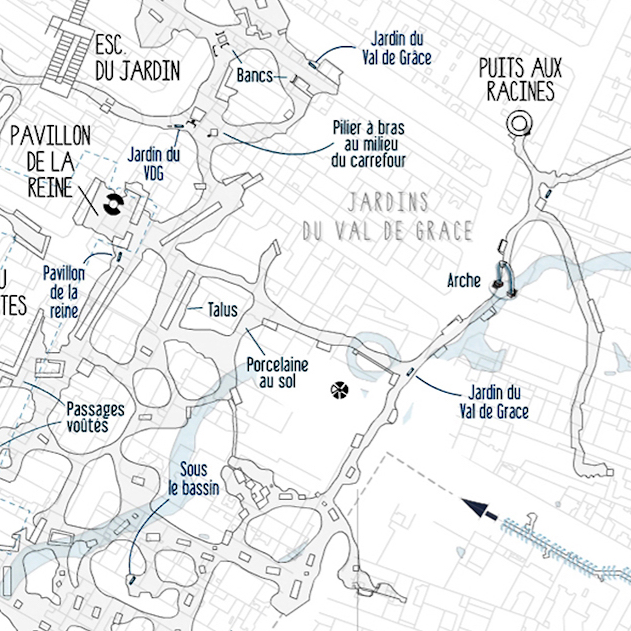 ESC.
DU JARDIN
Jardin du
Val de Grâce
Bancs
PUITS AUX
RACINES
PAVILLON
DE LA
REINE
Jardin du
VDG
Pilier à bras
au milieu
du carrefour
JARDINS
DU VAL DE GRACE
Pavillon
de la
reine
U
TES
Arche
Talus
Porcelaine
au sol
Passages
voûtés
Jardin du
Val de Grace
Sous
le bassin